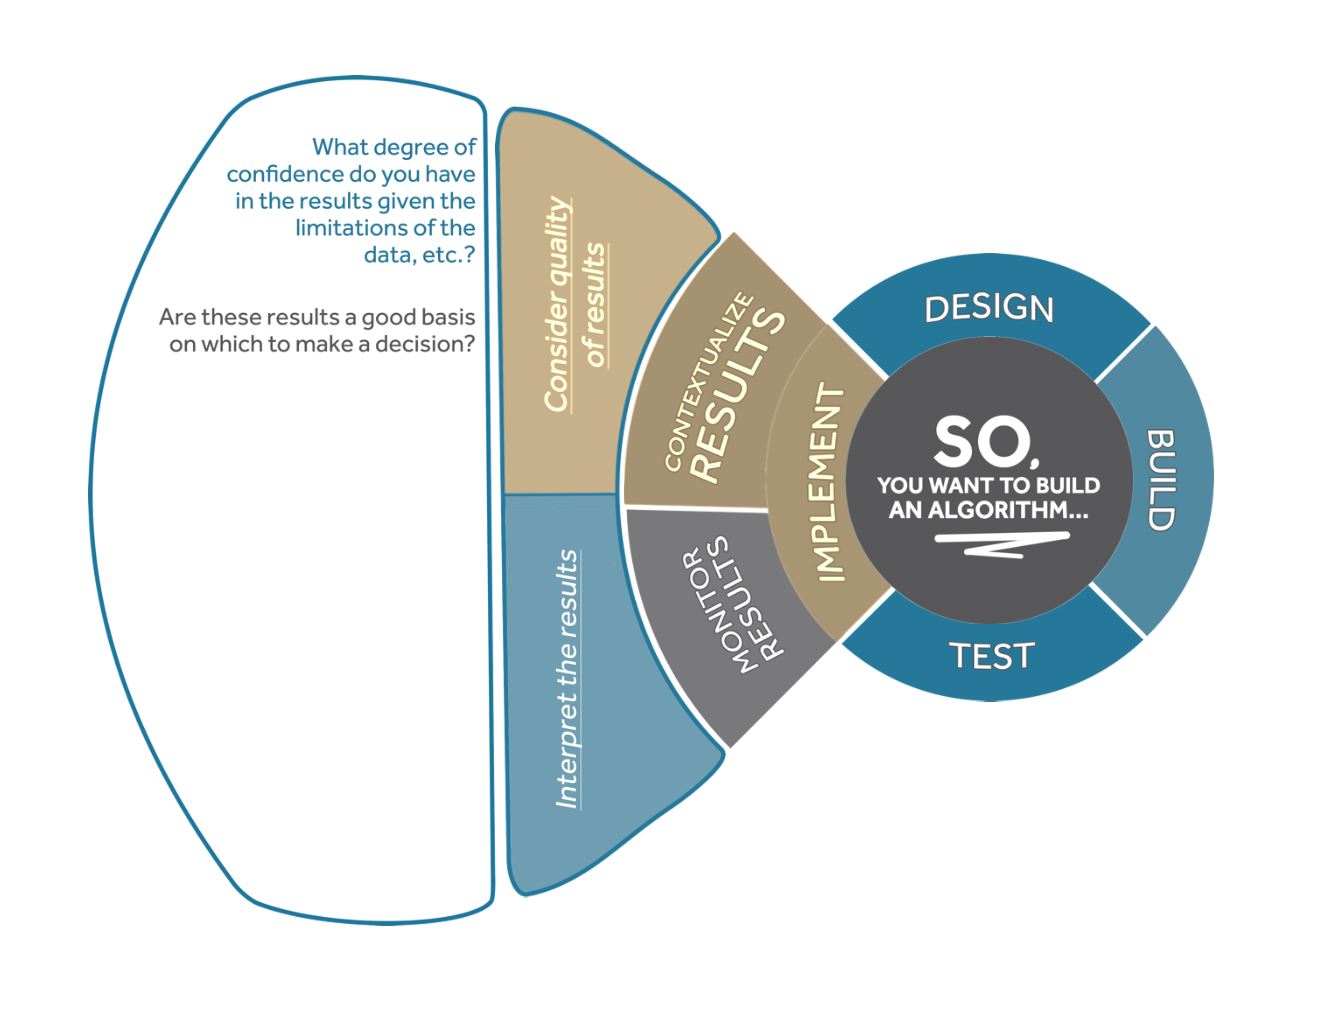 What degree of
confidence do you have
in the results given the
limitations of the
data, etc.?
Are these results a good basis
on which to make a decision?
Consider quality
of results
Interpret the results
CONTEXTUALIZE
RESULTS
MONITOR
RESULTS
IMPLEMENT
DESIGN
BUILD
TEST
SO,
YOU WANT TO BUILD
AN ALGORITHM...